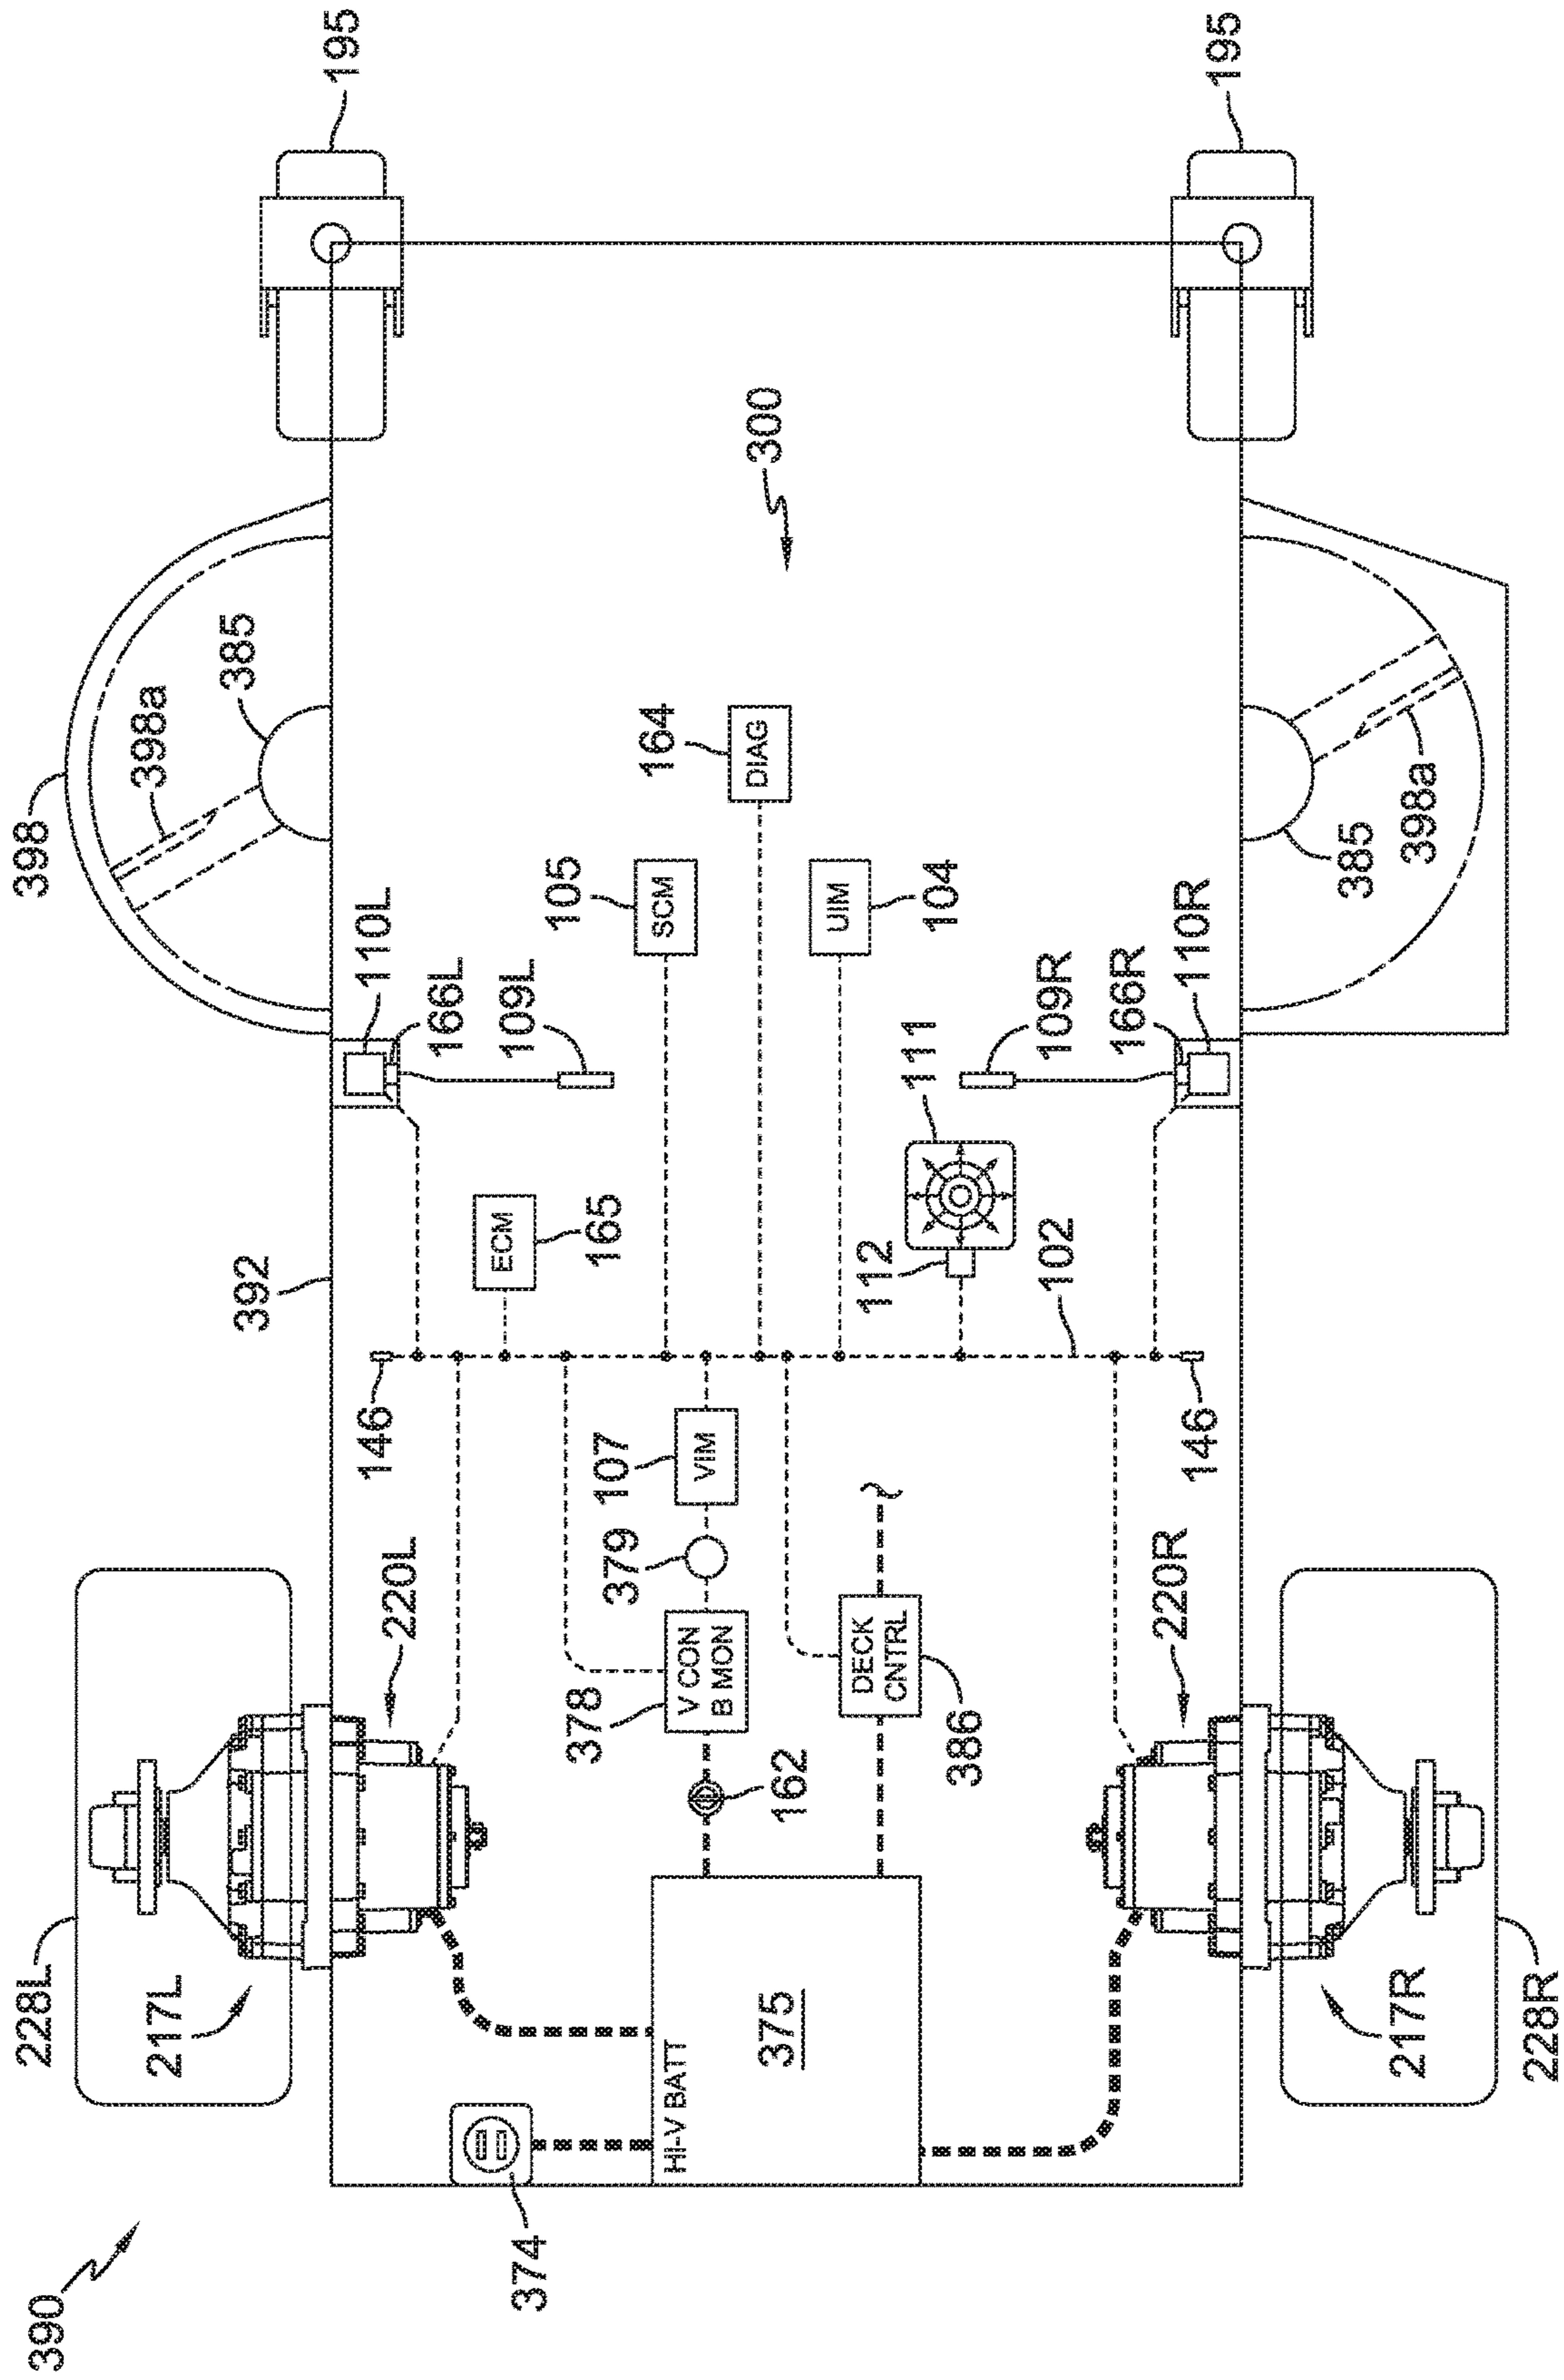 390
374
228L
217L
HI-V BATT
375
217R
228R
220L
378
V CON
B MON
162
379
107
VIM
DECK
CNTRL
386
220R
146
146
392
ECM
165
112
111
102
398
398a
385
110L
166L
109L
105
SCM
164
DIAG
UIM
104
109R
166R
110R
385
398a
300
195
195